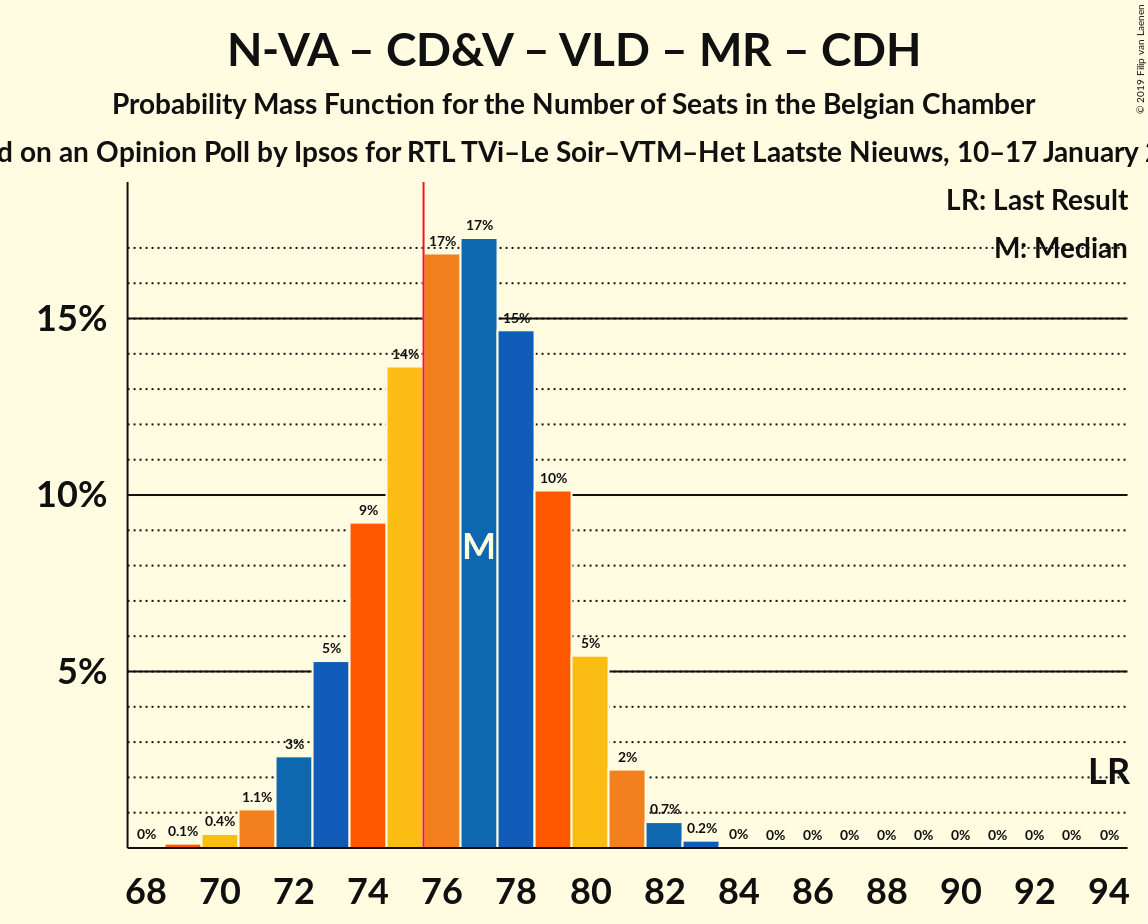 N-VA – CD&V – VLD – MR – CDH
Probability Mass Function for the Number of Seats in the Belgian Chamber
on an Opinion Poll by Ipsos for RTL TVi–Le Soir–VTM–Het Laatste Nieuws, 10–17 January
© 2019 Filip van Laenen
LR: Last Result
M: Median
15%
10%
5%
0% 0.1% 0.4% 1.1% 3% 5% 9% 14% 17% 17% 15% 10% 5% 2% 0.7% 0.2% 0% 0% 0% 0% 0% 0% 0% 0% 0% 0% 0%
M
LR
68 70 72 74 76 78 80 82 84 86 88 90 92 94